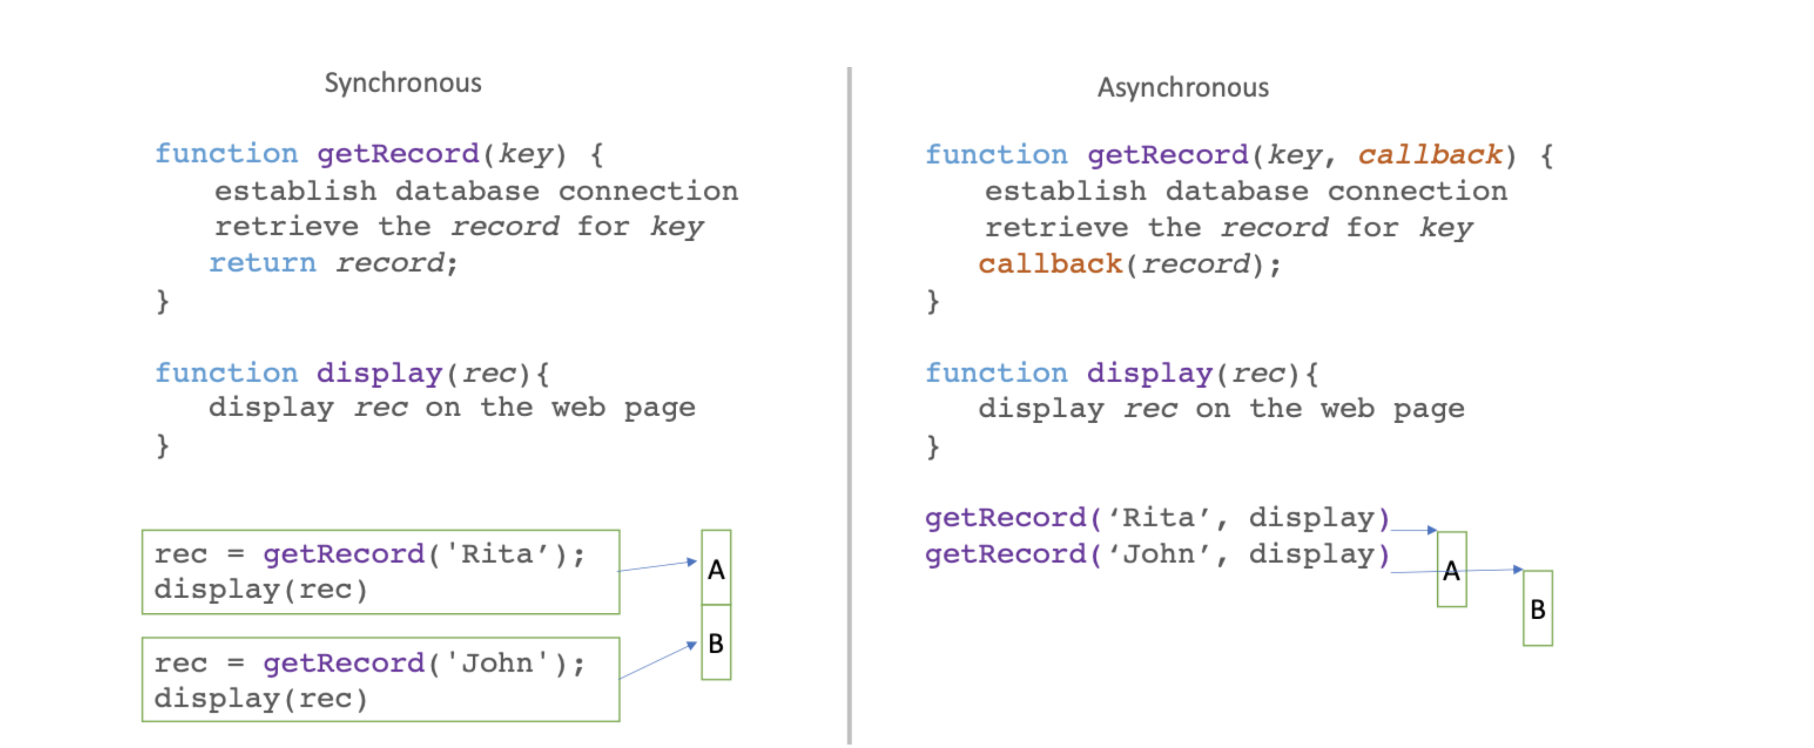 Synchronous
function getRecord(key) {
establish database connection
retrieve the record for key
return record;
}
function display(rec){
display rec on the web page
}
rec = getRecord('Rita’);
display(rec)
A
rec = getRecord('John');
display(rec)
B
Asynchronous
function getRecord(key, callback) {
establish database connection
retrieve the record for key
callback(record);
}
function display(rec){
display rec on the web page
}
getRecord(‘Rita’, display)
getRecord(‘John’, display)
A
B